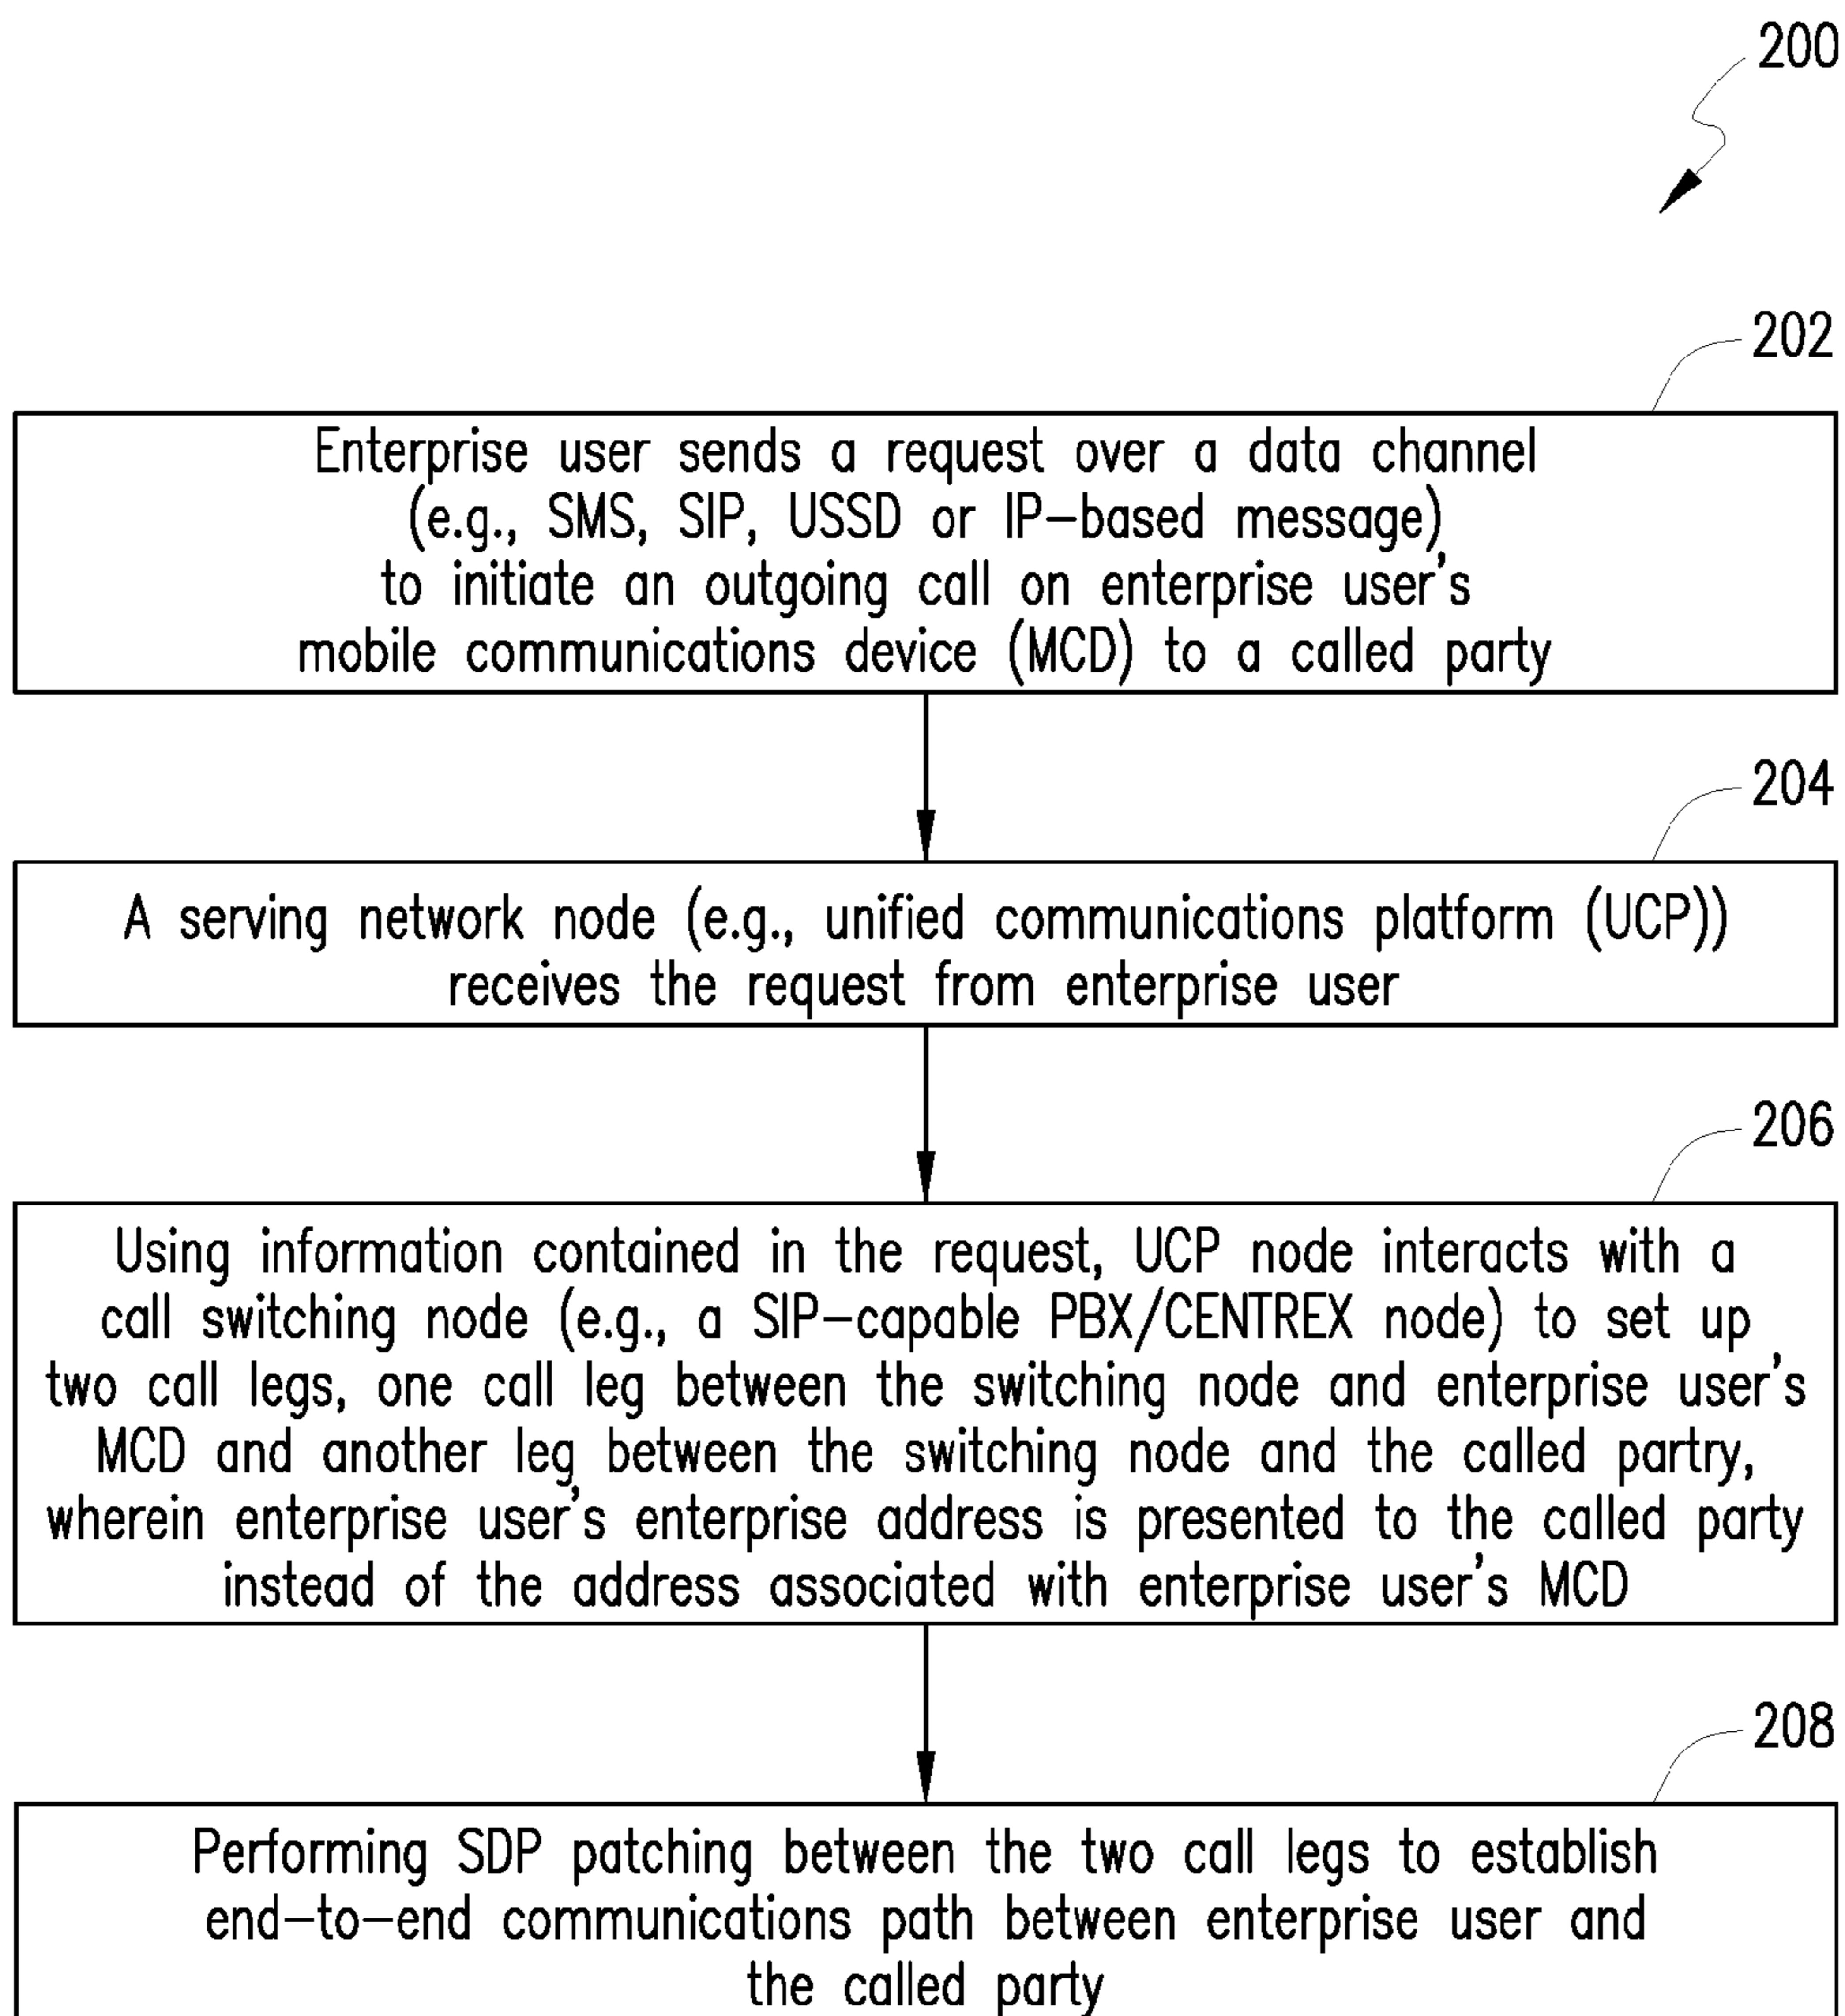 200
202
Enterprise user sends a request over a data channel
(e.g., SMS, SIP, USSD or IP-based message)
to initiate an outgoing call on enterprise user's
mobile communications device (MCD) to a called party
204
A serving network node (e.g., unified communications platform (UCP))
receives the request from enterprise user
206
Using information contained in the request, UCP node interacts with a
call switching node (e.g., a SIP-capable PBX/CENTREX node) to set up
two call legs, one call leg between the switching node and enterprise user's
MCD and another leg between the switching node and the called partry,
wherein enterprise user's enterprise address is presented to the called party
instead of the address associated with enterprise user's MCD
208
Performing SDP patching between the two call legs to establish
end-to-end communications path between enterprise user and
the called party